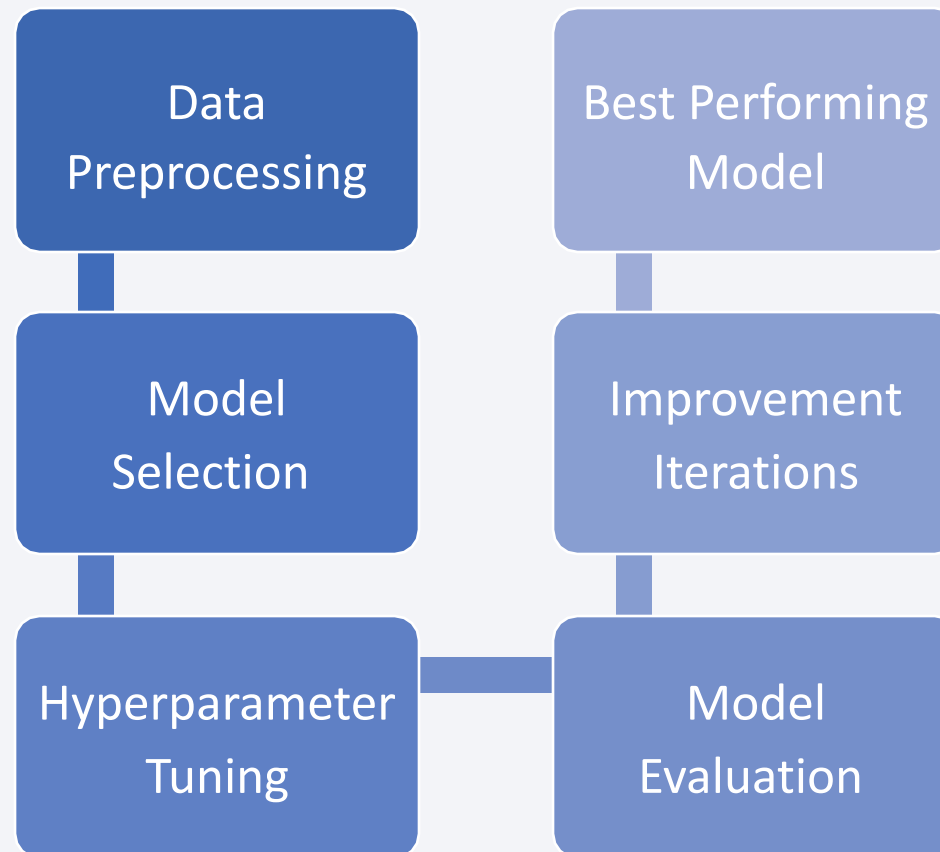 Data
Preprocessing
Model
Selection
Hyperparameter
Tuning
Model
Evaluation
Improvement
Iterations
Best Performing
Model